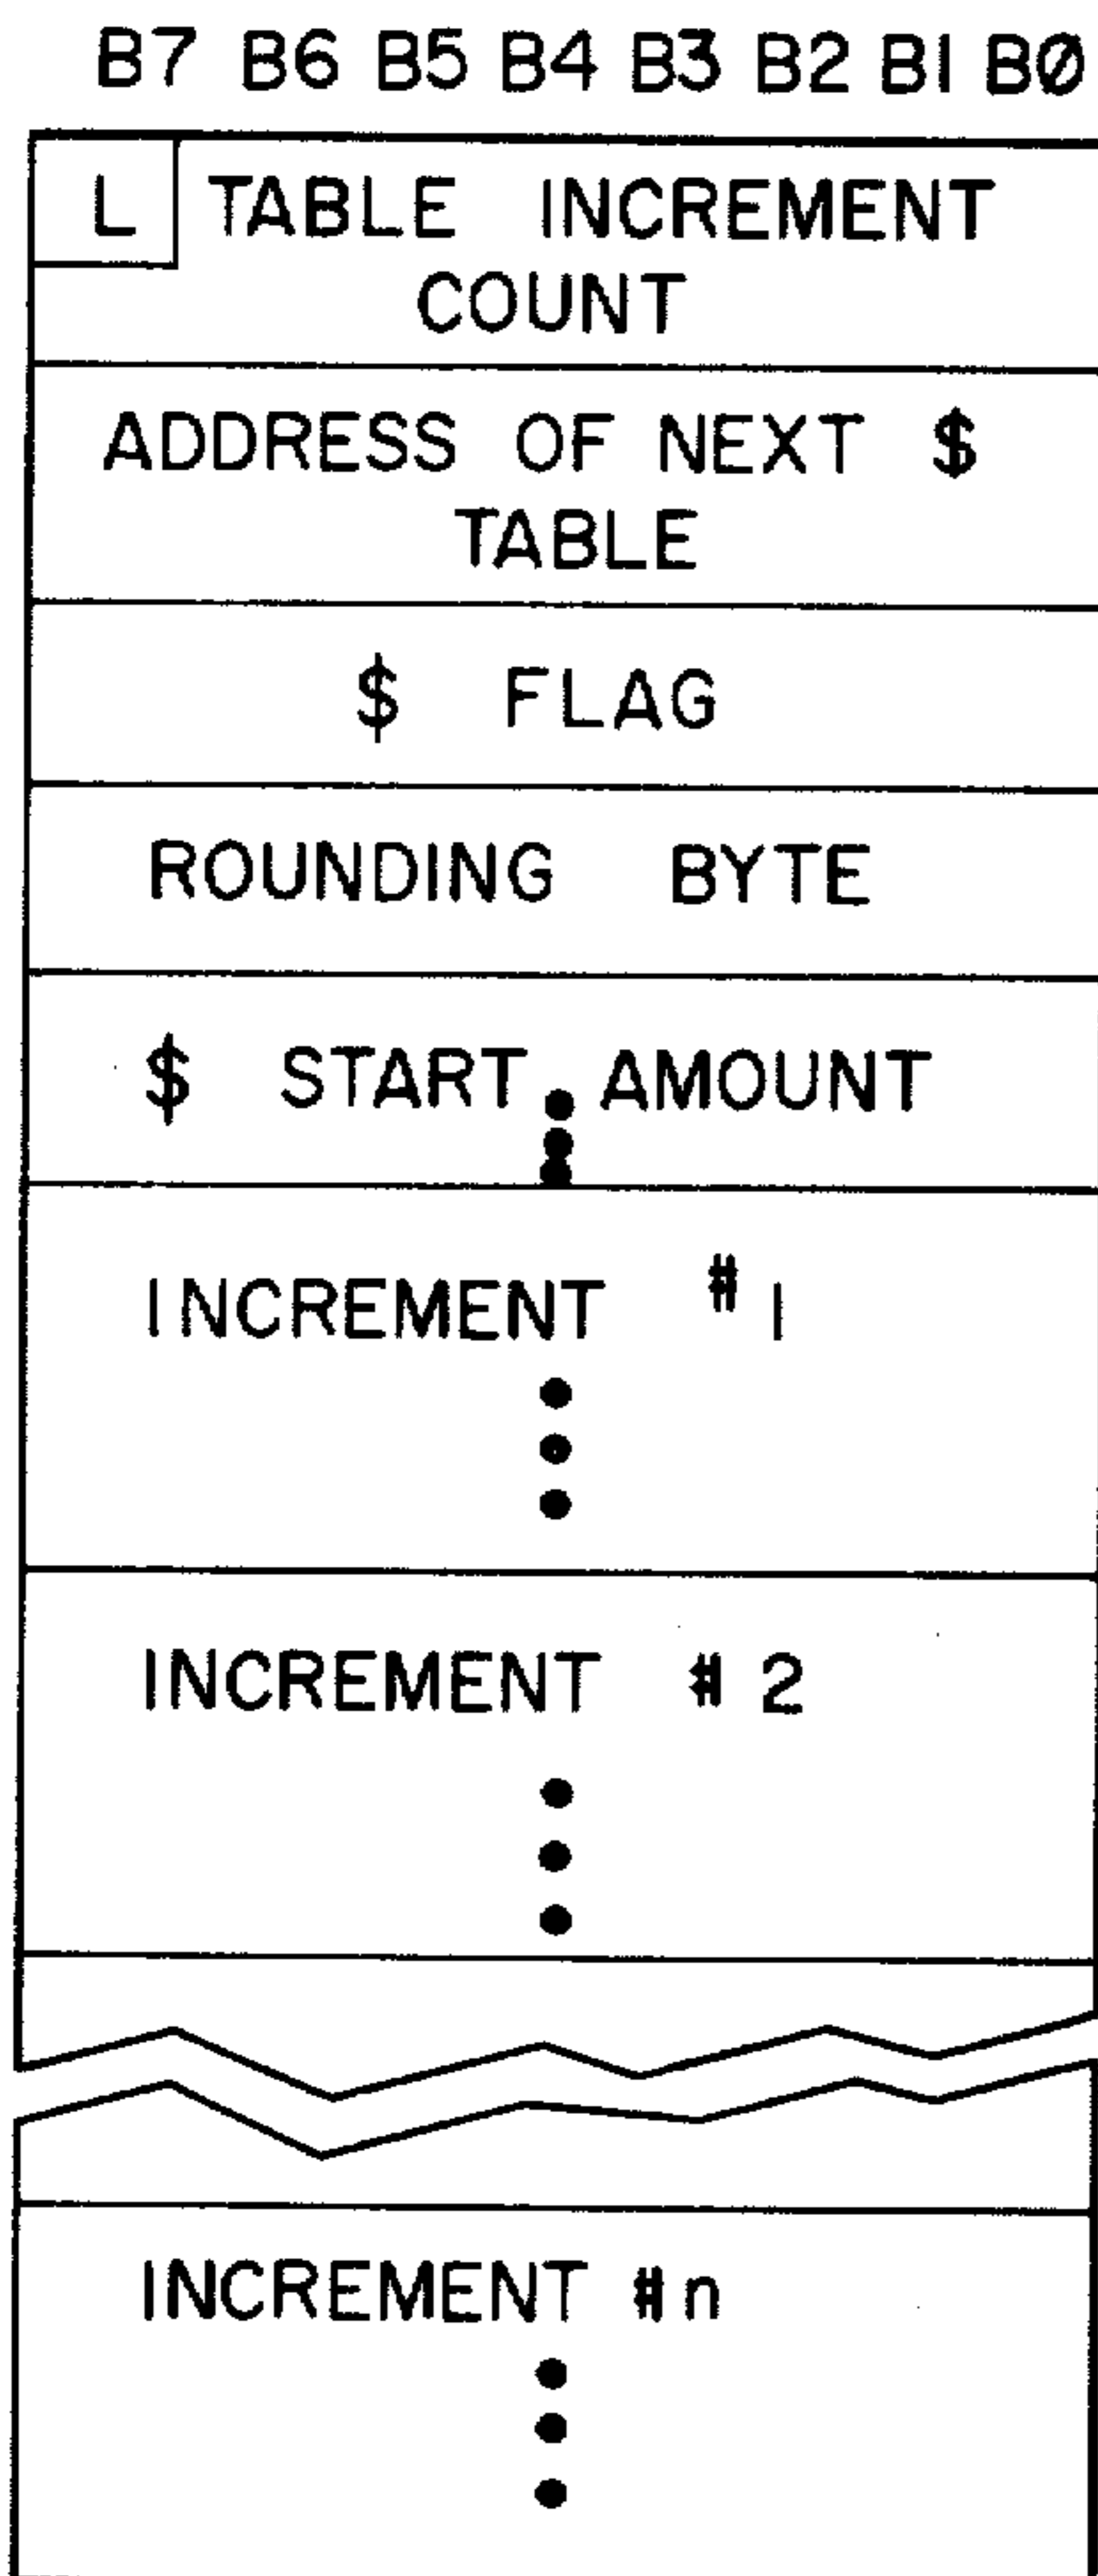 B7 B6 B5 B4 B3 B2 B1 BØ
L TABLE INCREMENT
COUNT
ADDRESS OF NEXT $
TABLE
$ FLAG
ROUNDING BYTE
$ START AMOUNT
INCREMENT #1
INCREMENT #2
INCREMENT #n